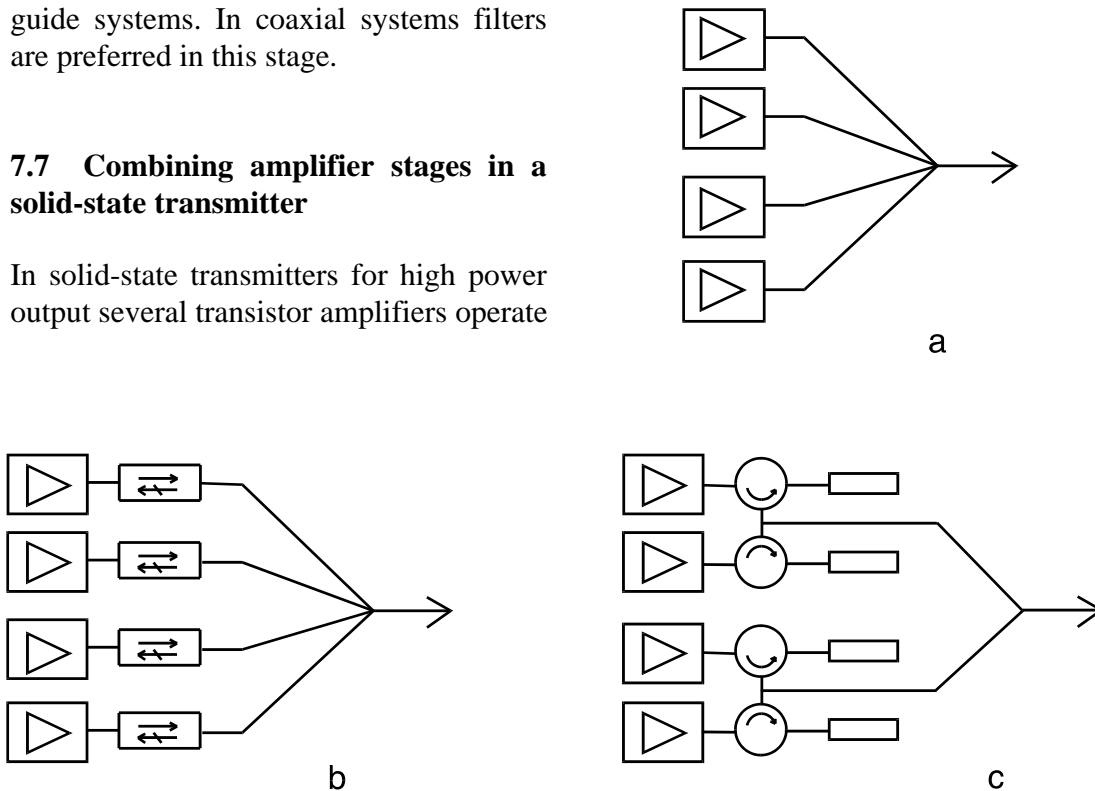 guide systems. In coaxial systems filters
are preferred in this stage.
7.7 Combining amplifier stages in a
solid-state transmitter
In solid-state transmitters for high power
output several transistor amplifiers operate
a
b
c